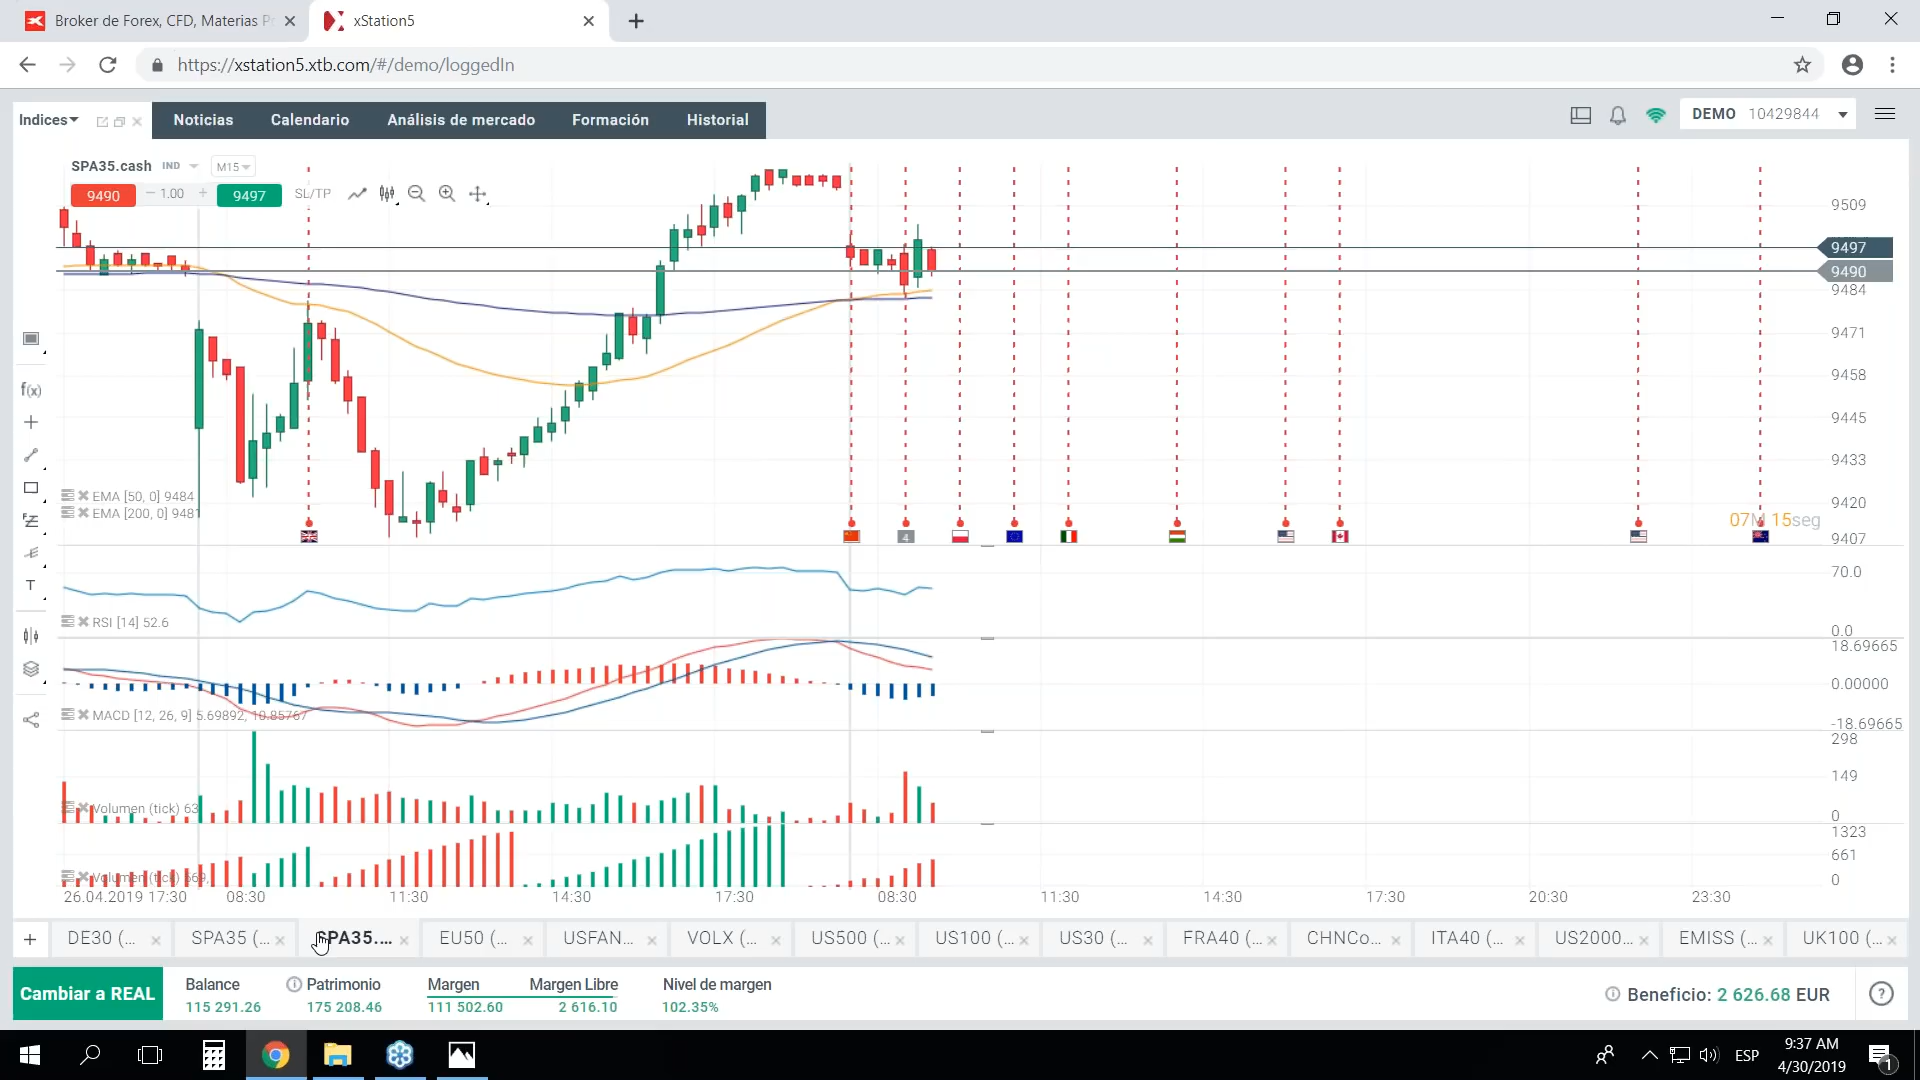 Broker de Forex, CFD, Materias Pr
xStation5
https://xstation5.xtb.com/#/demo/loggedIn
Indices
Noticias
Calendario
Análisis de mercado
Formación
Historial
DEMO 10429844
SPA35.cash IND M15
9490 1.00 9497 SL/TP
9509
9497
9490
9484
9471
9458
9445
9433
9420
9407
f(x)
T
EMA [50, 0] 9484
EMA [200, 0] 948
07M 15seg
4
70.0
0.0
RSI [14] 52.6
18.69665
0.00000
-18.69665
MACD [12, 26, 9] 5.69892, 10.85767
298
149
0
Volumen (tick) 63
1323
661
0
Volumen (tick) 669,
26.04.2019 17:30 08:30 11:30 14:30 17:30 08:30 11:30 14:30 17:30 20:30 23:30
DE30 (... SPA35 (... SPA35.... EU50 (... USFAN... VOLX (... US500 (... US100 (... US30 (... FRA40 (... CHNCo... ITA40 (... US2000... EMISS (... UK100 (...
Cambiar a REAL
Balance Patrimonio Margen Margen Libre Nivel de margen
115 291.26 175 208.46 111 502.60 2 616.10 102.35%
Beneficio: 2 626.68 EUR
ESP
9:37 AM
4/30/2019
1